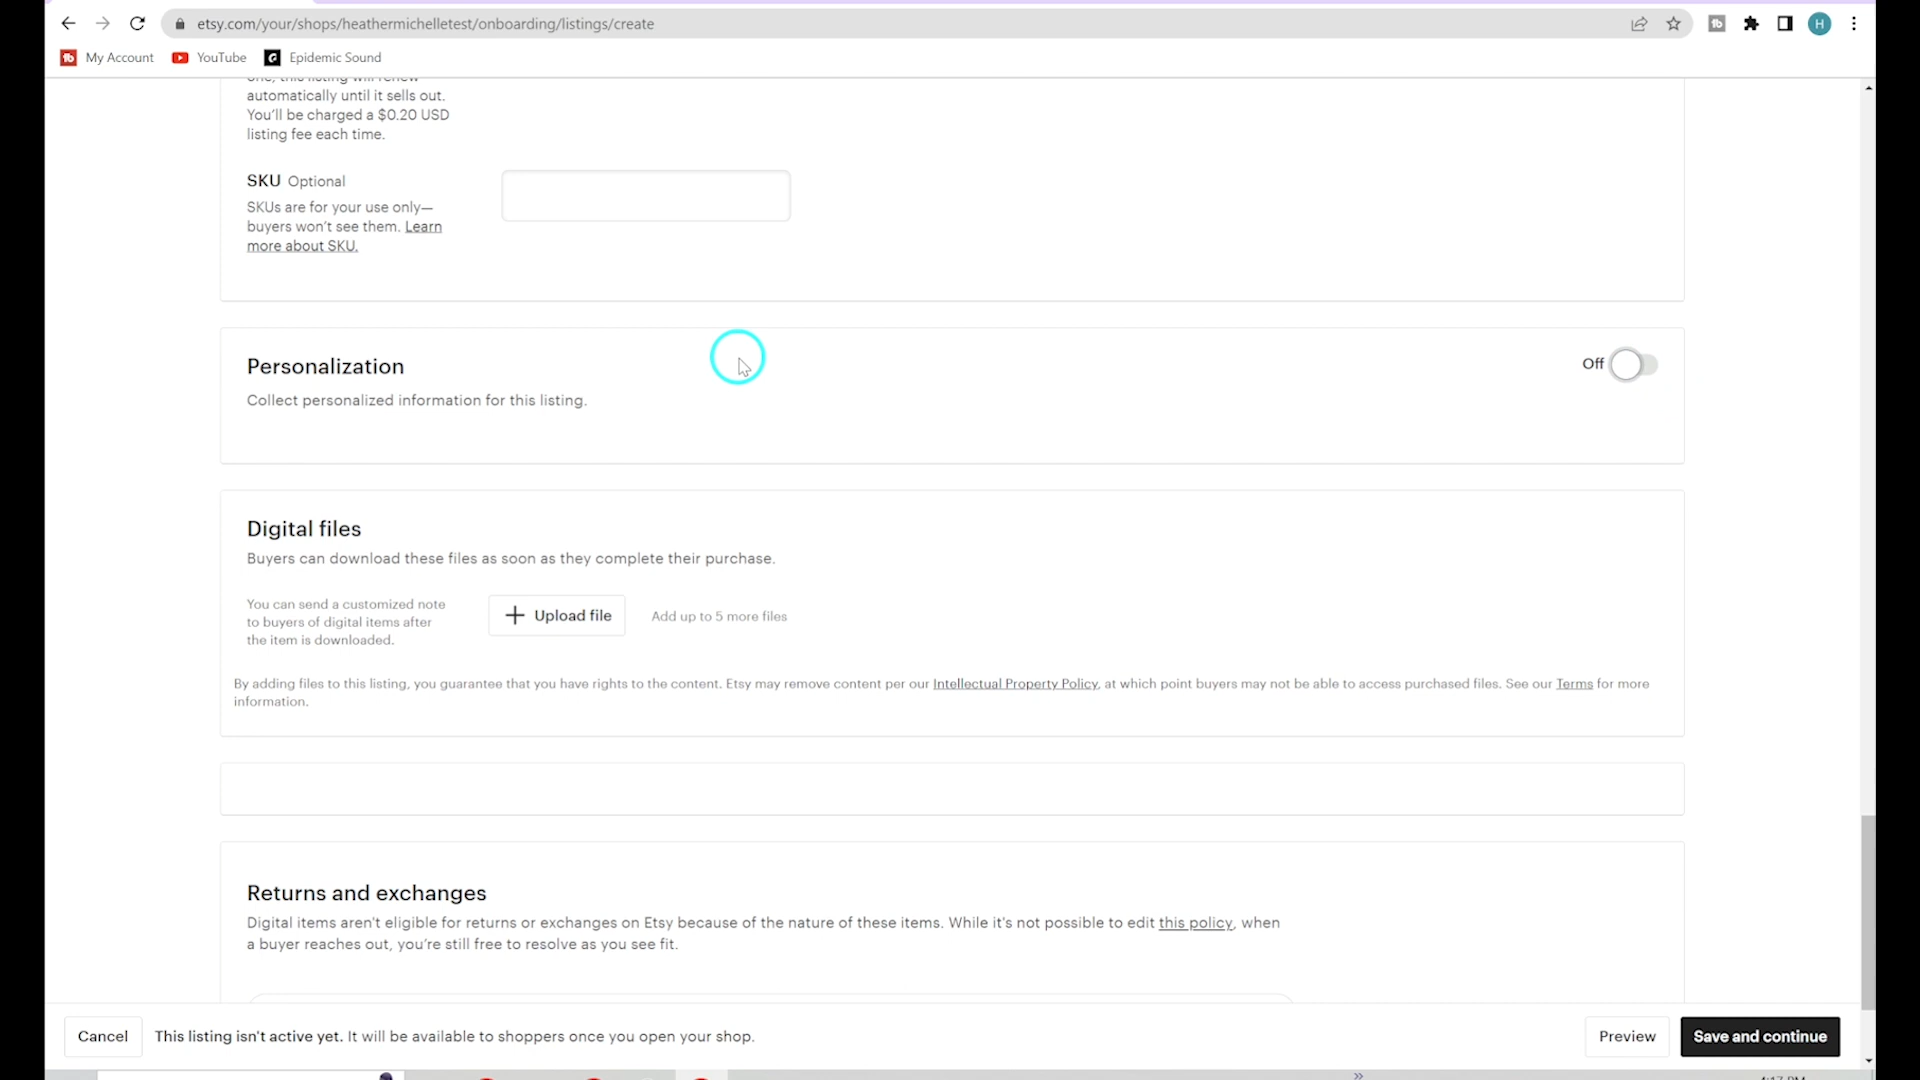 etsy.com/your/shops/heathermichelletest/onboarding/listings/create
H
My Account YouTube Epidemic Sound
One, this listing will renew
automatically until it sells out.
You'll be charged a $0.20 USD
listing fee each time.
SKU Optional
SKUs are for your use only—
buyers won't see them. Learn
more about SKU.
Personalization
Off
Collect personalized information for this listing.
Digital files
Buyers can download these files as soon as they complete their purchase.
You can send a customized note
to buyers of digital items after
the item is downloaded.
Upload file
Add up to 5 more files
By adding files to this listing, you guarantee that you have rights to the content. Etsy may remove content per our Intellectual Property Policy, at which point buyers may not be able to access purchased files. See our Terms for more
information.
Returns and exchanges
Digital items aren't eligible for returns or exchanges on Etsy because of the nature of these items. While it's not possible to edit this policy, when
a buyer reaches out, you're still free to resolve as you see fit.
Cancel This listing isn't active yet. It will be available to shoppers once you open your shop. Preview Save and continue